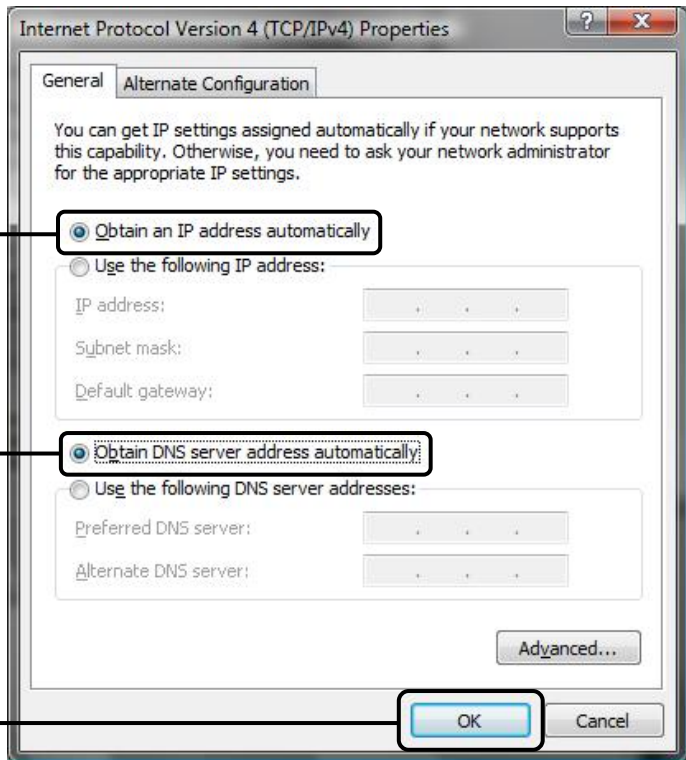 Internet Protocol Version 4 (TCP/IPv4) Properties
?
X
General
Alternate Configuration
You can get IP settings assigned automatically if your network supports
this capability. Otherwise, you need to ask your network administrator
for the appropriate IP settings.
Obtain an IP address automatically
Use the following IP address:
IP address:
. . .
Subnet mask:
. . .
Default gateway:
. . .
Obtain DNS server address automatically
Use the following DNS server addresses:
Preferred DNS server:
. . .
Alternate DNS server:
. . .
Advanced...
OK
Cancel